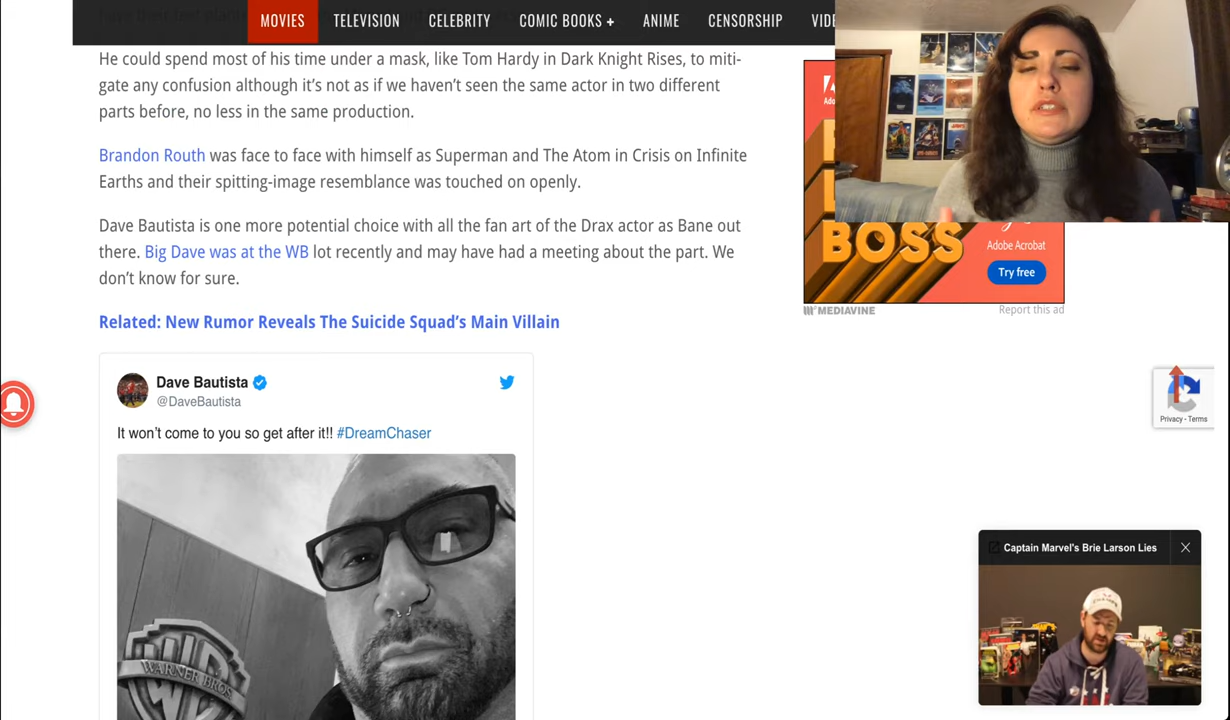 MOVIES TELEVISION CELEBRITY COMIC BOOKS + ANIME CENSORSHIP
He could spend most of his time under a mask, like Tom Hardy in Dark Knight Rises, to miti-
gate any confusion although it's not as if we haven't seen the same actor in two different
parts before, no less in the same production.
Brandon Routh was face to face with himself as Superman and The Atom in Crisis on Infinite
Earths and their spitting-image resemblance was touched on openly.
Dave Bautista is one more potential choice with all the fan art of the Drax actor as Bane out
there. Big Dave was at the WB lot recently and may have had a meeting about the part. We
don't know for sure.
Related: New Rumor Reveals The Suicide Squad's Main Villain
Dave Bautista
@DaveBautista
It won't come to you so get after it!! #DreamChaser
WARNER BROS
BOSS
Adobe Acrobat
Try free
MEDIAVINE
Report this ad
Privacy - Terms
Captain Marvel's Brie Larson Lies